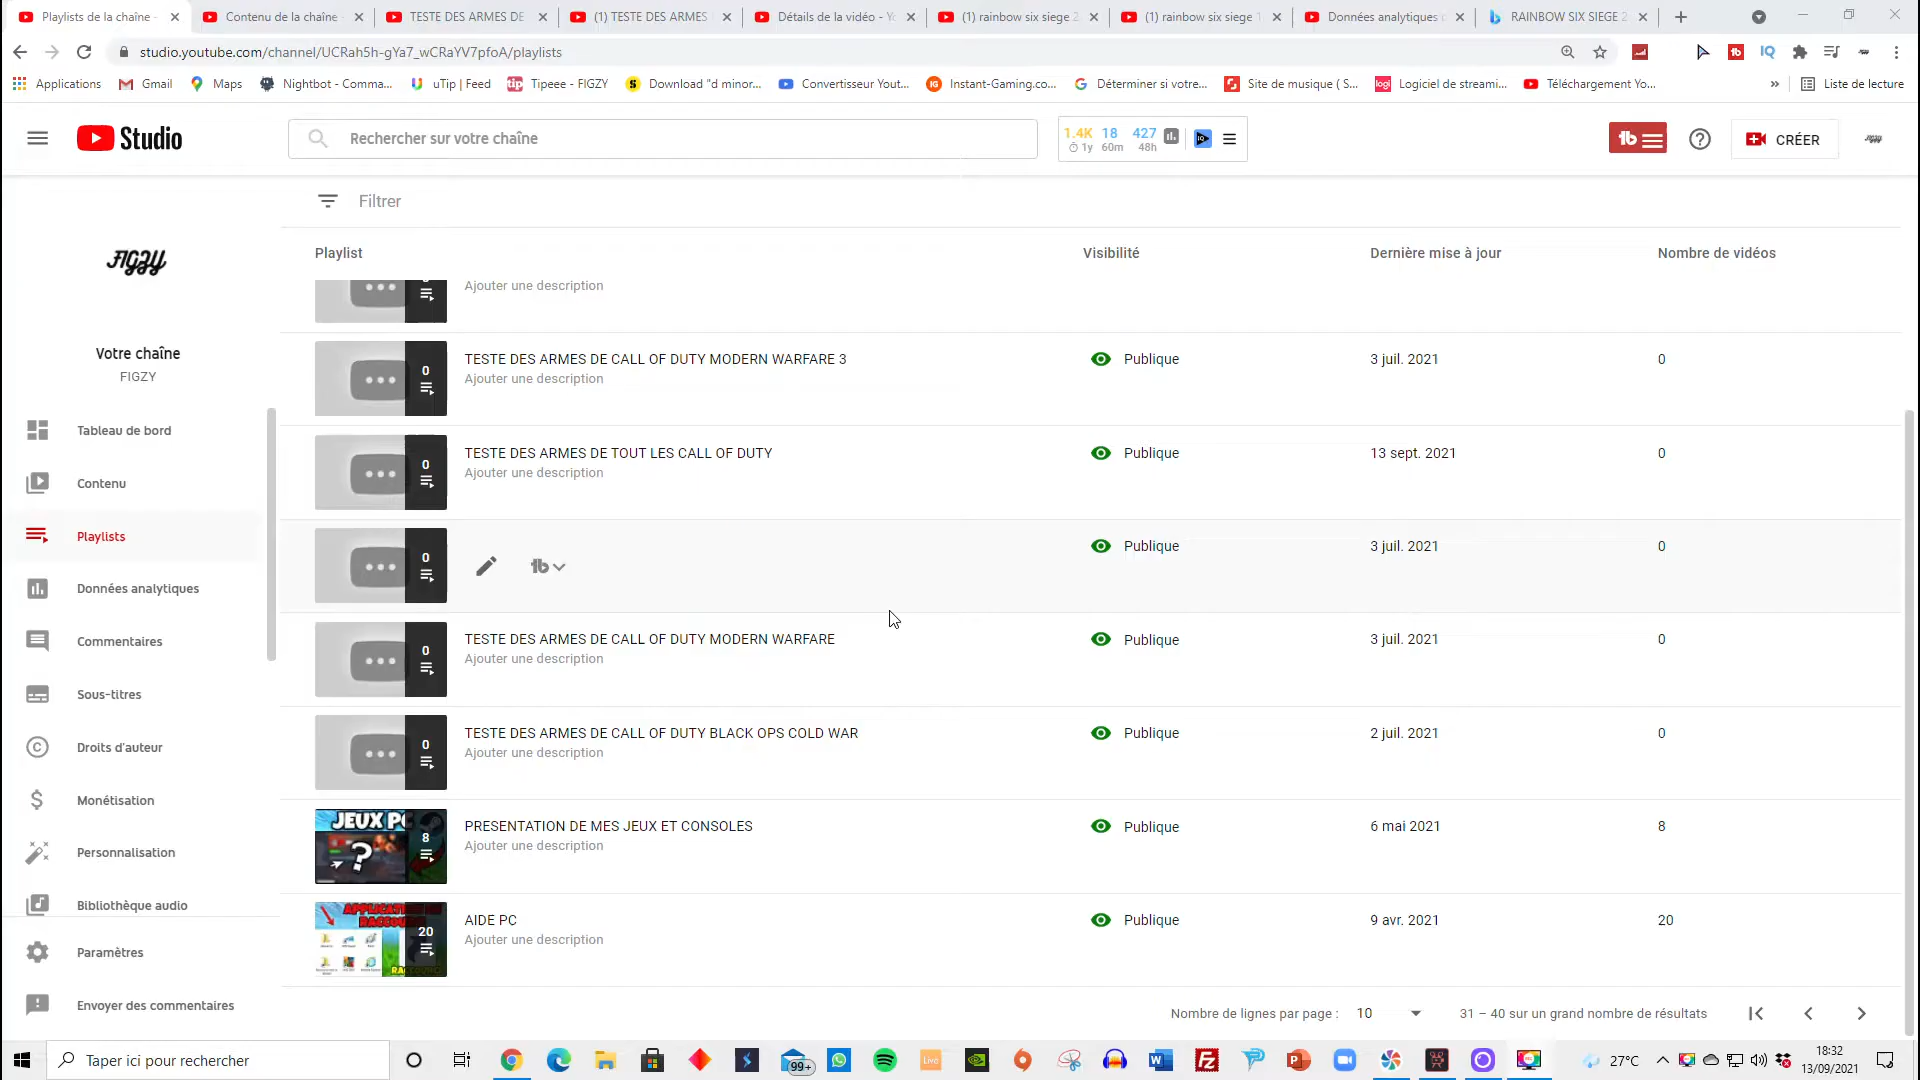 Playlists de la chaîne
Contenu de la chaîne
TESTE DES ARMES DE
(1) TESTE DES ARMES
Détails de la vidéo - Yo
(1) rainbow six siege 2
(1) rainbow six siege 1
Données analytiques d
RAINBOW SIX SIEGE 2
studio.youtube.com/channel/UCRah5h-gYa7_wCRaYV7pfoA/playlists
Applications
Gmail
Maps
Nightbot - Comma...
uTip | Feed
Tipeee - FIGZY
Download "d minor...
Convertisseur Yout...
Instant-Gaming.co...
Déterminer si votre...
Site de musique ( S...
Logiciel de streami...
Téléchargement Yo...
»
Liste de lecture
Studio
Rechercher sur votre chaîne
1.4K 18 427
1y 60m 48h
CRÉER
FIGZY
Votre chaîne
FIGZY
Tableau de bord
Contenu
Playlists
Données analytiques
Commentaires
Sous-titres
Droits d'auteur
Monétisation
Personnalisation
Bibliothèque audio
Paramètres
Envoyer des commentaires
Filtrer
Playlist Visibilité Dernière mise à jour Nombre de vidéos
Ajouter une description
0 TESTE DES ARMES DE CALL OF DUTY MODERN WARFARE 3 Publique 3 juil. 2021 0
Ajouter une description
0 TESTE DES ARMES DE TOUT LES CALL OF DUTY Publique 13 sept. 2021 0
Ajouter une description
0 Publique 3 juil. 2021 0
0 TESTE DES ARMES DE CALL OF DUTY MODERN WARFARE Publique 3 juil. 2021 0
Ajouter une description
0 TESTE DES ARMES DE CALL OF DUTY BLACK OPS COLD WAR Publique 2 juil. 2021 0
Ajouter une description
JEUX PC ? 8 PRESENTATION DE MES JEUX ET CONSOLES Publique 6 mai 2021 8
Ajouter une description
20 AIDE PC Publique 9 avr. 2021 20
Ajouter une description
Nombre de lignes par page : 10 31 – 40 sur un grand nombre de résultats
Taper ici pour rechercher
99+
27°C
18:32
13/09/2021